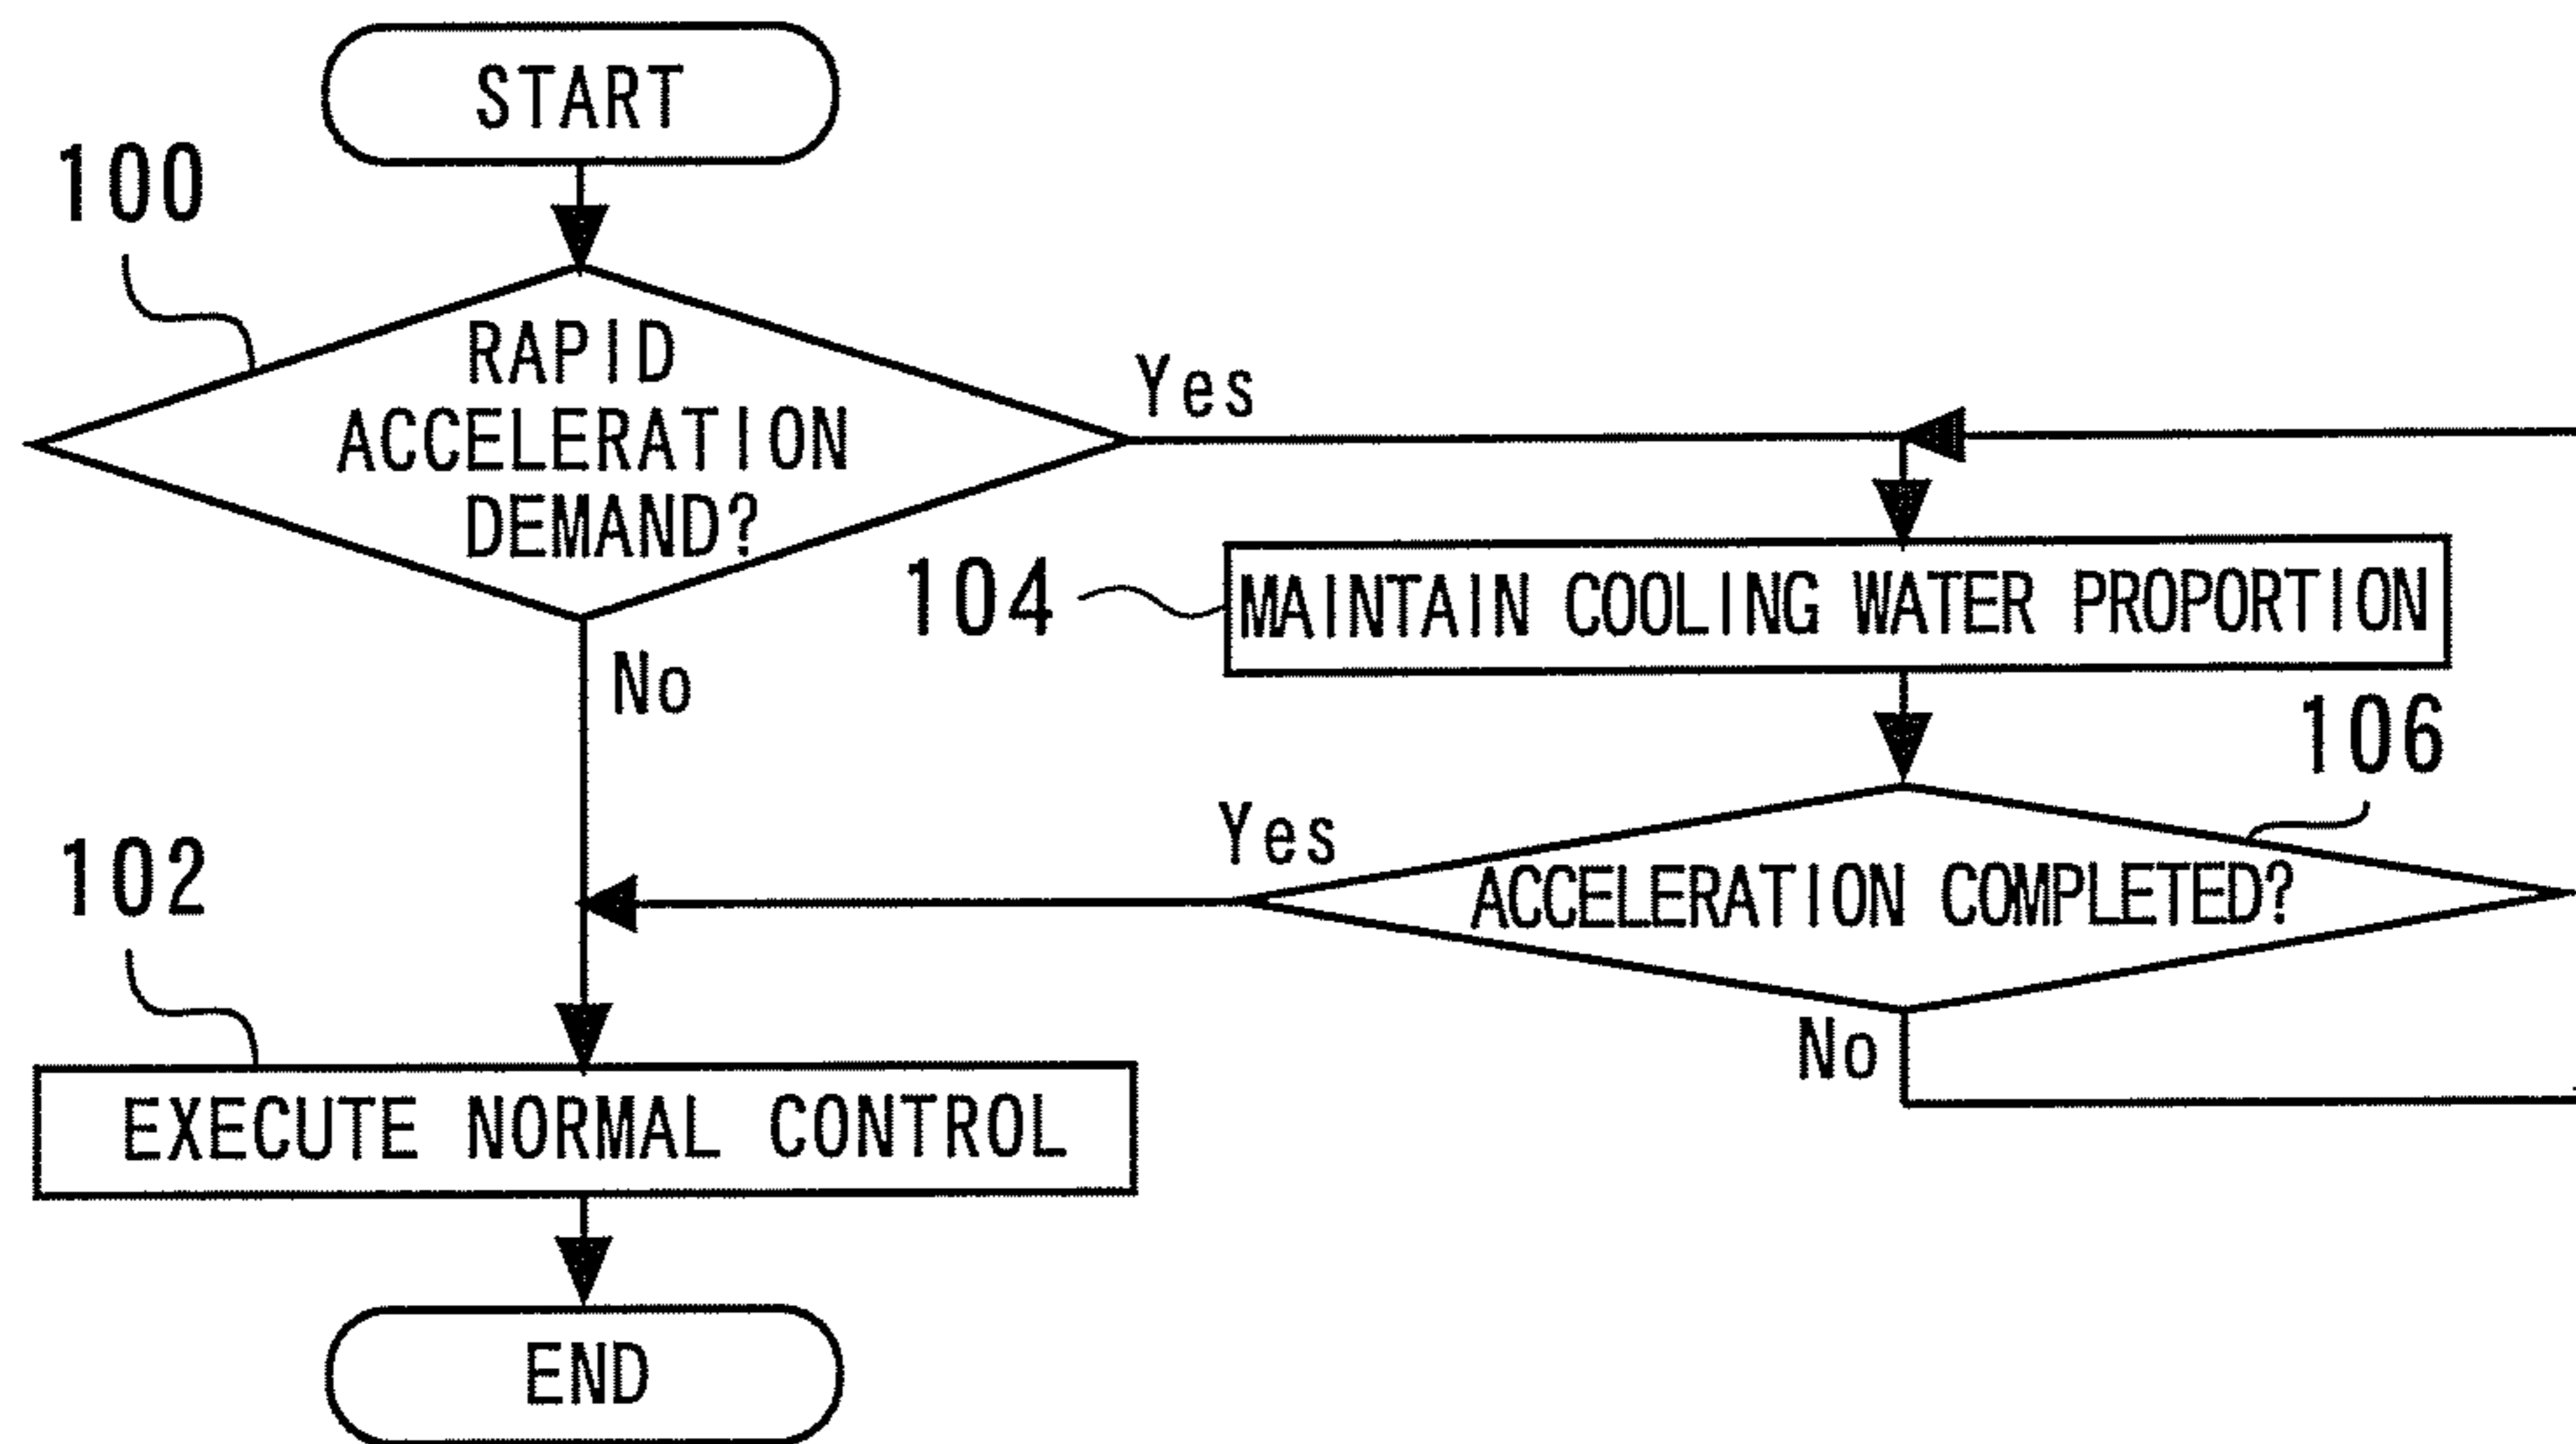 START
100
RAPID
ACCELERATION
DEMAND?
Yes
No
104
MAINTAIN COOLING WATER PROPORTION
106
ACCELERATION COMPLETED?
Yes
No
102
EXECUTE NORMAL CONTROL
END